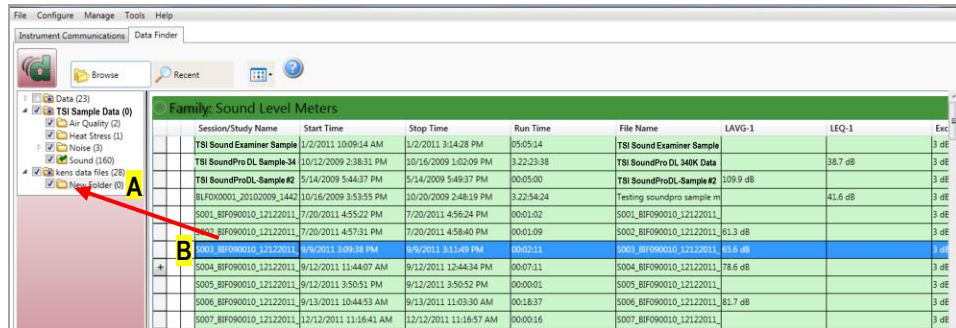 File Configure Manage Tools Help
Instrument Communications Data Finder
Browse Recent
Data (23)
TSI Sample Data (0)
Air Quality (2)
Heat Stress (1)
Noise (3)
Sound (160)
kens data files (28)
New Folder (0)
A
B
Family: Sound Level Meters
Session/Study Name Start Time Stop Time Run Time File Name LAVG-1 LEQ-1 Exc
TSI Sound Examiner Sample 1/2/2011 10:09:14 AM 1/2/2011 3:14:28 PM 05:05:14 TSI Sound Examiner Sample 3 dB
TSI SoundPro DL Sample-34 10/12/2009 2:38:31 PM 10/16/2009 1:02:09 PM 3.22:23:38 TSI SoundPro DL 340K Data 38.7 dB 3 dB
TSI SoundProDL-Sample#2 5/14/2009 5:44:37 PM 5/14/2009 5:49:37 PM 00:05:00 TSI SoundProDL-Sample#2 109.9 dB 3 dB
BLF0X0001_20102009_1442 10/16/2009 3:53:55 PM 10/20/2009 2:48:19 PM 3.22:54:24 Testing soundpro sample m 41.6 dB 3 dB
S001_BIF090010_12122011_ 7/20/2011 4:55:22 PM 7/20/2011 4:56:24 PM 00:01:02 S001_BIF090010_12122011_ 3 dB
S002_BIF090010_12122011_ 7/20/2011 4:57:31 PM 7/20/2011 4:58:40 PM 00:01:09 S002_BIF090010_12122011_ 61.3 dB 3 dB
S003_BIF090010_12122011_ 9/9/2011 3:09:38 PM 9/9/2011 3:11:49 PM 00:02:11 S003_BIF090010_12122011_ 65.6 dB 3 dB
S004_BIF090010_12122011_ 9/12/2011 11:44:07 AM 9/12/2011 12:44:34 PM 00:07:11 S004_BIF090010_12122011_ 78.6 dB 3 dB
S005_BIF090010_12122011_ 9/12/2011 3:50:51 PM 9/12/2011 3:50:52 PM 00:00:01 S005_BIF090010_12122011_ 3 dB
S006_BIF090010_12122011_ 9/13/2011 10:44:53 AM 9/13/2011 11:03:30 AM 00:18:37 S006_BIF090010_12122011_ 81.7 dB 3 dB
S007_BIF090010_12122011_ 12/12/2011 11:16:41 AM 12/12/2011 11:16:57 AM 00:00:16 S007_BIF090010_12122011_ 3 dB